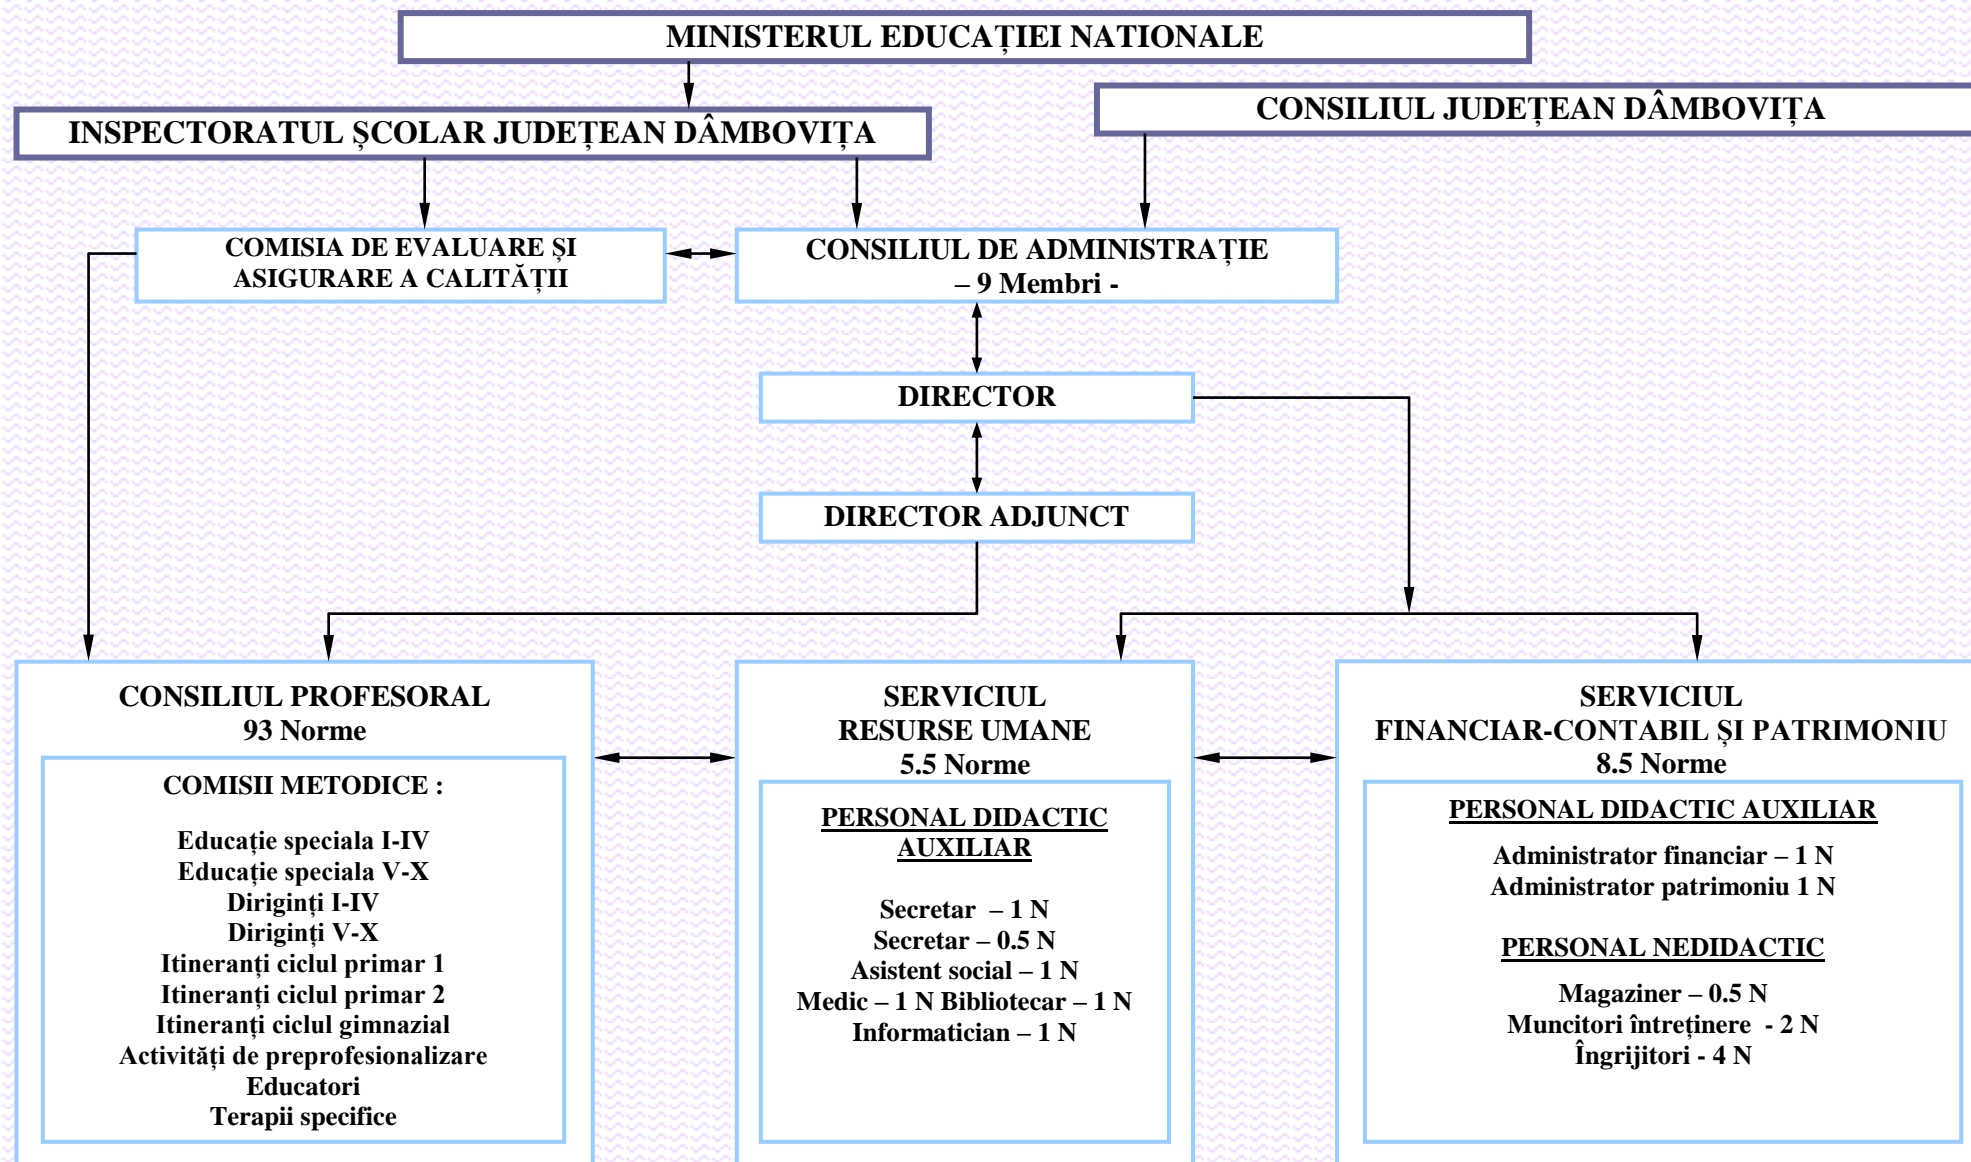 MINISTERUL EDUCAȚIEI NATIONALE
CONSILIUL JUDEȚEAN DÂMBOVIȚA
INSPECTORATUL ȘCOLAR JUDEȚEAN DÂMBOVIȚA
COMISIA DE EVALUARE ȘI
ASIGURARE A CALITĂȚII
CONSILIUL DE ADMINISTRAȚIE
– 9 Membri -
DIRECTOR
DIRECTOR ADJUNCT
CONSILIUL PROFESORAL
93 Norme
COMISII METODICE :
Educație speciala I-IV
Educație speciala V-X
Diriginți I-IV
Diriginți V-X
Itineranți ciclul primar 1
Itineranți ciclul primar 2
Itineranți ciclul gimnazial
Activități de preprofesionalizare
Educatori
Terapii specifice
SERVICIUL
RESURSE UMANE
5.5 Norme
PERSONAL DIDACTIC
AUXILIAR
Secretar – 1 N
Secretar – 0.5 N
Asistent social – 1 N
Medic – 1 N Bibliotecar – 1 N
Informatician – 1 N
SERVICIUL
FINANCIAR-CONTABIL ȘI PATRIMONIU
8.5 Norme
PERSONAL DIDACTIC AUXILIAR
Administrator financiar – 1 N
Administrator patrimoniu 1 N
PERSONAL NEDIDACTIC
Magaziner – 0.5 N
Muncitori întreținere - 2 N
Îngrijitori - 4 N